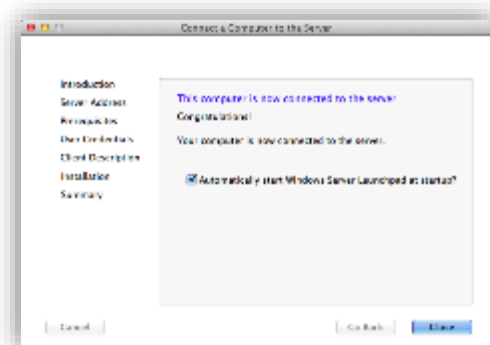 Connect a Computer to the Server
Introduction
Server Address
Prerequisites
User Credentials
Client Description
Installation
Summary
This computer is now connected to the server
Congratulations!
Your computer is now connected to the server.
Automatically start Windows Server Launchpad at startup?
Cancel
Go Back
Close